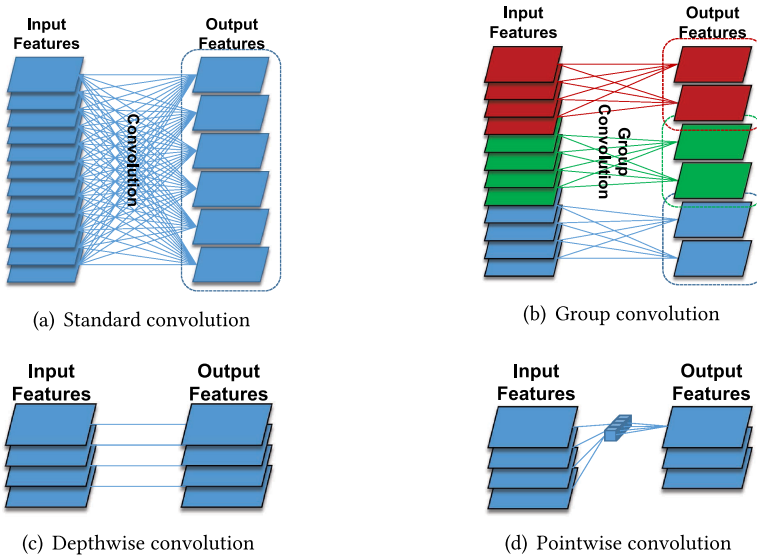 Input
Features
Output
Features
Convolution
(a) Standard convolution
Input
Features
Output
Features
Group
Convolution
(b) Group convolution
Input
Features
Output
Features
(c) Depthwise convolution
Input
Features
Output
Features
(d) Pointwise convolution